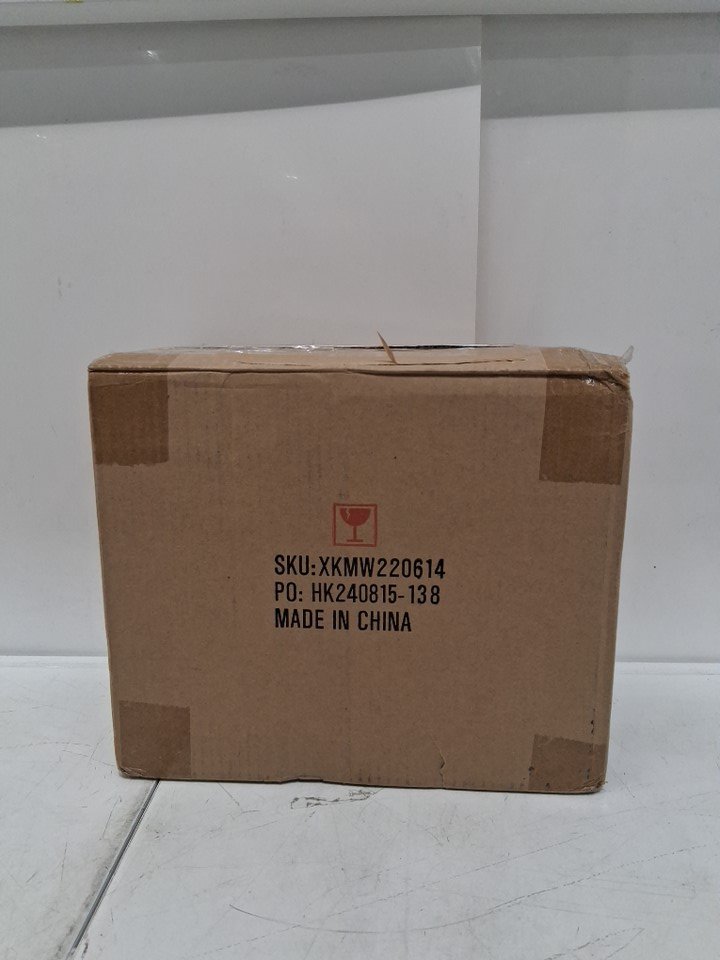 SKU:XKMW220614
PO: HK240815-138
MADE IN CHINA